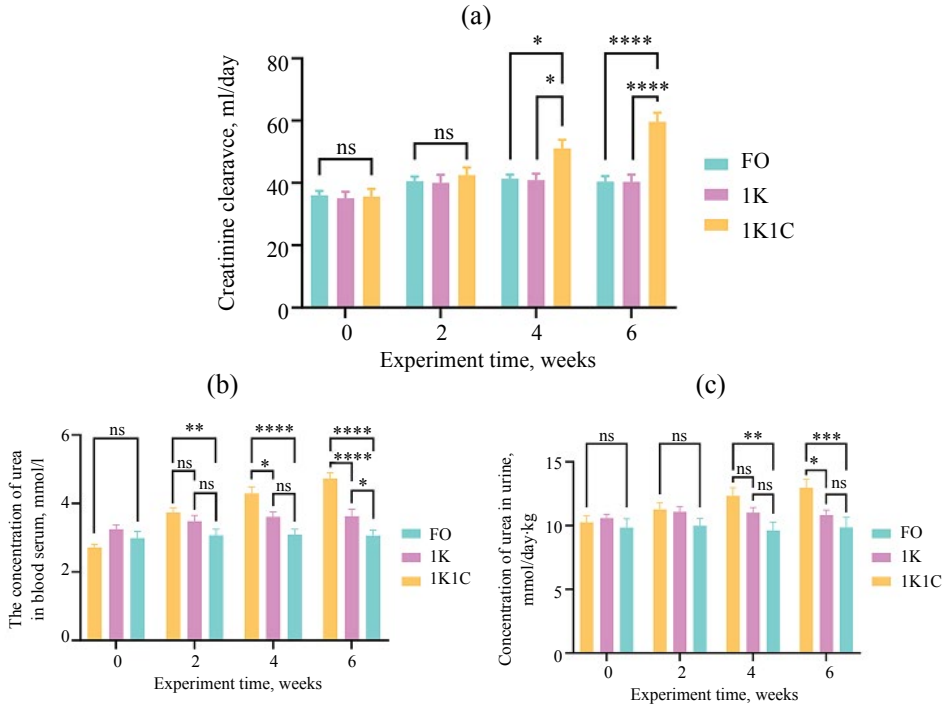 (a)
Creatinine clearavce, ml/day
80
60
40
20
0
ns
ns
*
*
****
****
0
2
4
6
Experiment time, weeks
FO
1K
1K1C
(b)
The concentration of urea
in blood serum, mmol/l
6
4
2
0
ns
**
ns
ns
****
*
ns
****
****
*
0
2
4
6
Experiment time, weeks
FO
1K
1K1C
(c)
Concentration of urea in urine,
mmol/day·kg
15
10
5
0
ns
ns
**
ns
ns
***
*
ns
0
2
4
6
Experiment time, weeks
FO
1K
1K1C